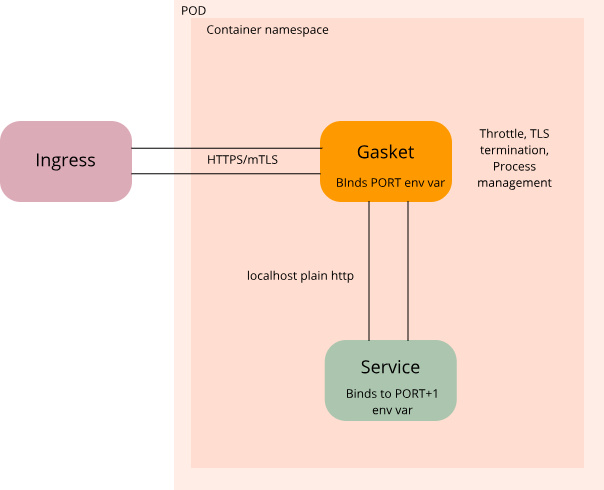 POD
Container namespace
Ingress
HTTPS/mTLS
Gasket
BInds PORT env var
Throttle, TLS
termination,
Process
management
localhost plain http
Service
Binds to PORT+1
env var